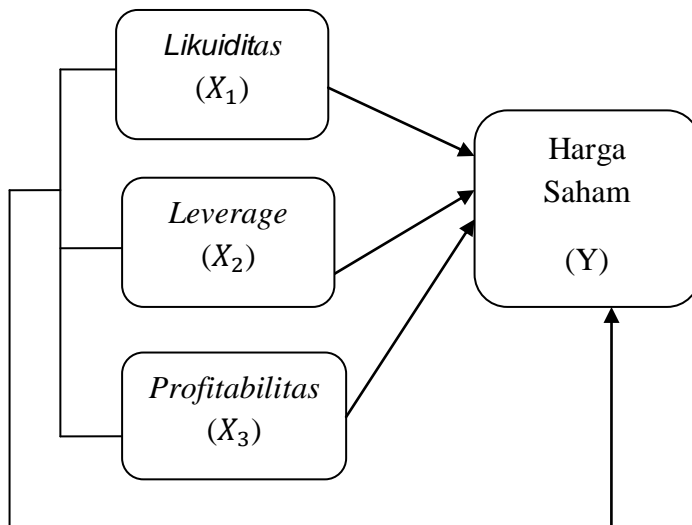 Likuiditas
(X₁)
Leverage
(X₂)
Profitabilitas
(X₃)
Harga
Saham
(Y)